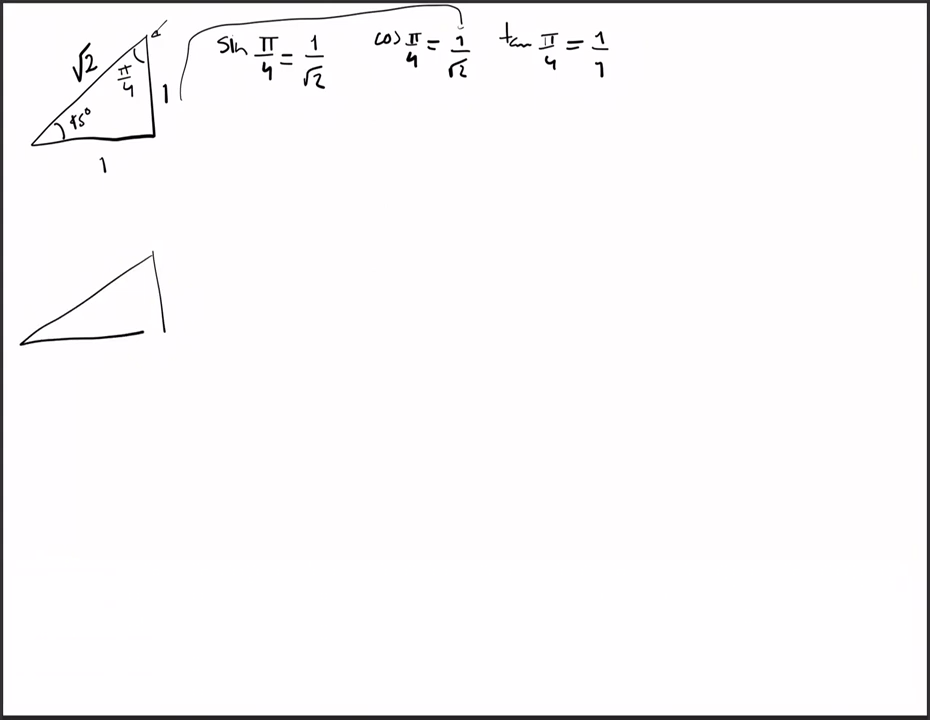 √2
π/4
1
45°
1
sin π/4 = 1/√2
cos π/4 = 1/√2
tan π/4 = 1/1